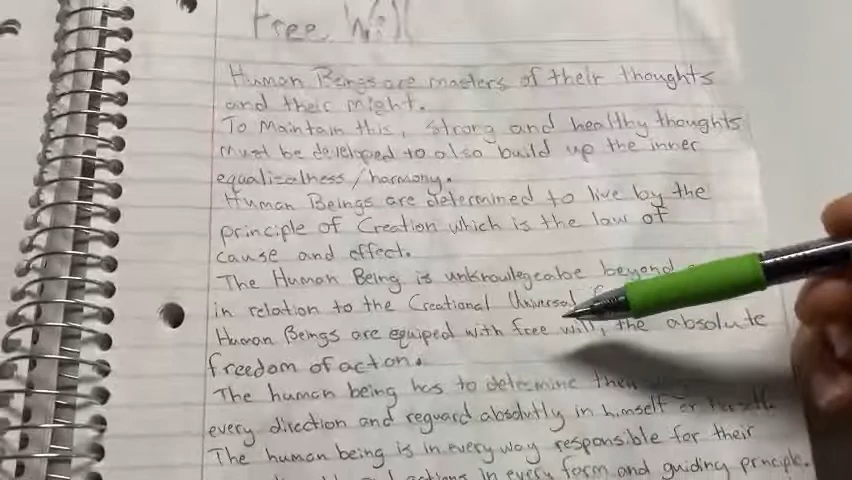 Free Will
Human Beings are masters of their thoughts
and their might.
To Maintain this, strong and healthy thoughts
Must be developed to also build up the inner
equalizelness/harmony.
Human Beings are determined to live by the
principle of Creation which is the law of
cause and effect.
The Human Being is unknowlegeabe beyond
in relation to the Creational Universal
Human Beings are equiped with free will, the absolute
freedom of action.
The human being has to determine
every direction and reguard absolutly in himself or
The human being is in every way responsible for their
in every form and guiding principle.